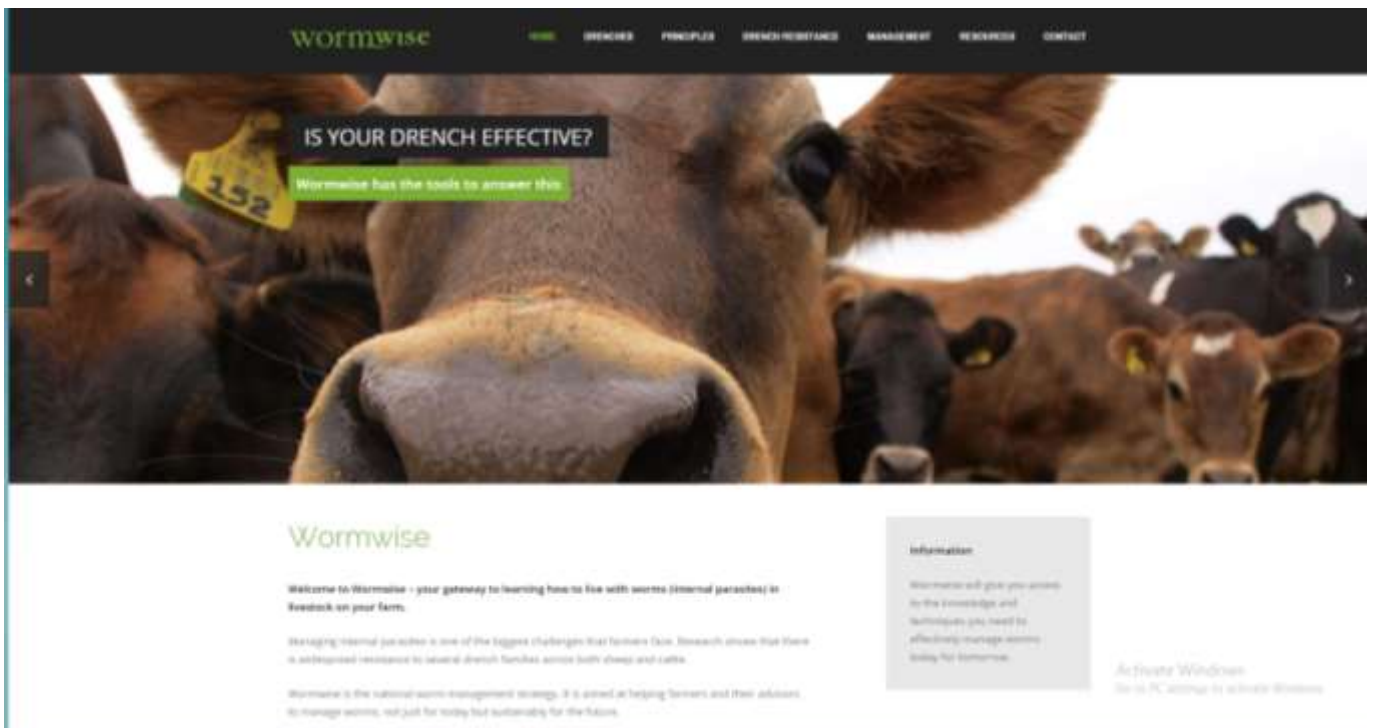 wormwise
HOME DRENCHES PRINCIPLES DRENCH RESISTANCE MANAGEMENT RESOURCES CONTACT
IS YOUR DRENCH EFFECTIVE?
Wormwise has the tools to answer this
152
‹
›
Wormwise
Welcome to Wormwise – your gateway to learning how to live with worms (internal parasites) in
livestock on your farm.
Managing internal parasites is one of the biggest challenges that farmers face. Research shows that there
is widespread resistance to several drench families across both sheep and cattle.
Wormwise is the national worm management strategy. It is aimed at helping farmers and their advisors
to manage worms, not just for today but sustainably for the future.
Information
Wormwise will give you access
to the knowledge and
techniques you need to
effectively manage worms
today for tomorrow.
Activate Windows
Go to PC settings to activate Windows.